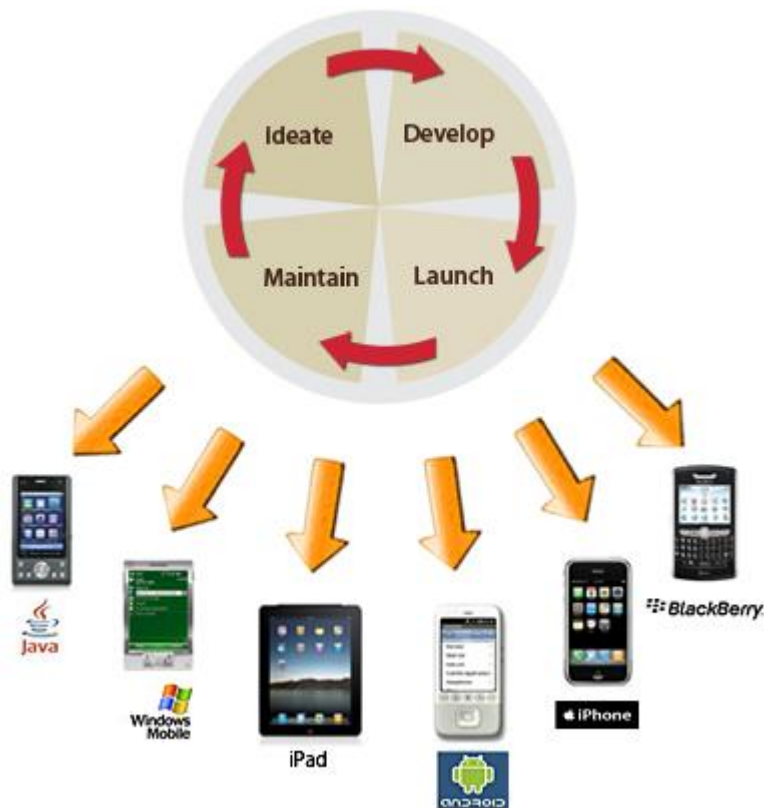 Ideate
Develop
Maintain
Launch
Java
Windows
Mobile
iPad
ANDROID
iPhone
BlackBerry